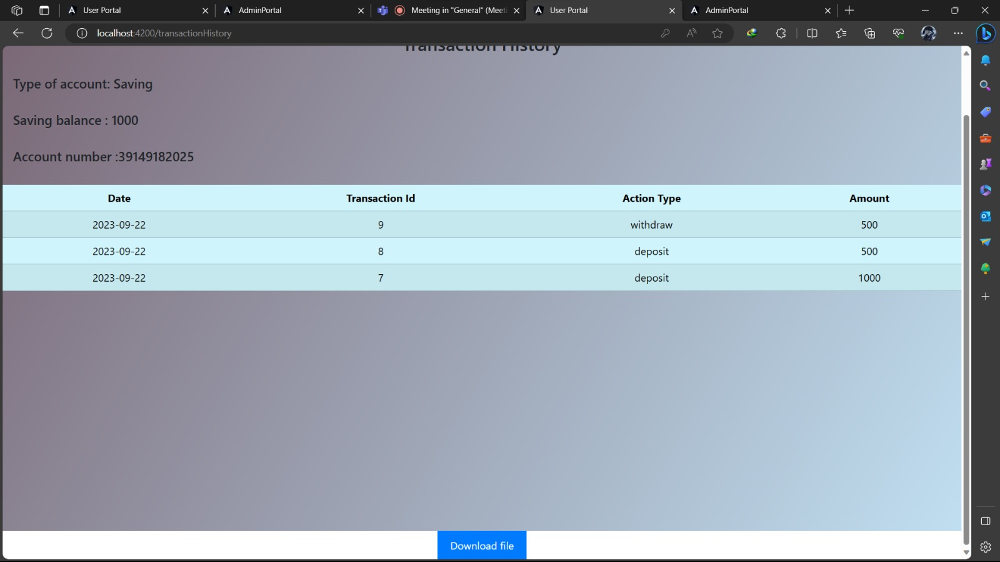 User Portal
AdminPortal
Meeting in "General" (Meeti
User Portal
AdminPortal
localhost:4200/transactionHistory
Transaction History
Type of account: Saving
Saving balance : 1000
Account number :39149182025
Date Transaction Id Action Type Amount
2023-09-22 9 withdraw 500
2023-09-22 8 deposit 500
2023-09-22 7 deposit 1000
Download file